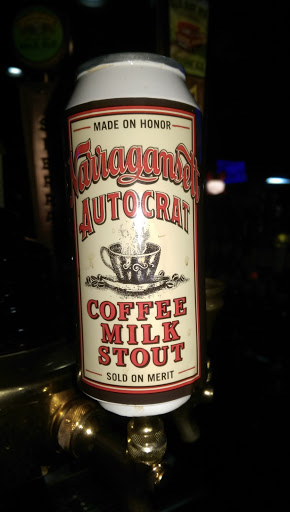 MADE ON HONOR
Narragansett
AUTOCRAT
COFFEE
MILK
STOUT
SOLD ON MERIT